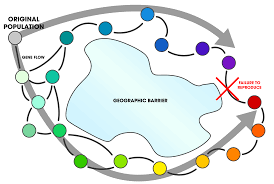 ORIGINAL
POPULATION
GENE FLOW
GEOGRAPHIC BARRIER
FAILURE TO
REPRODUCE